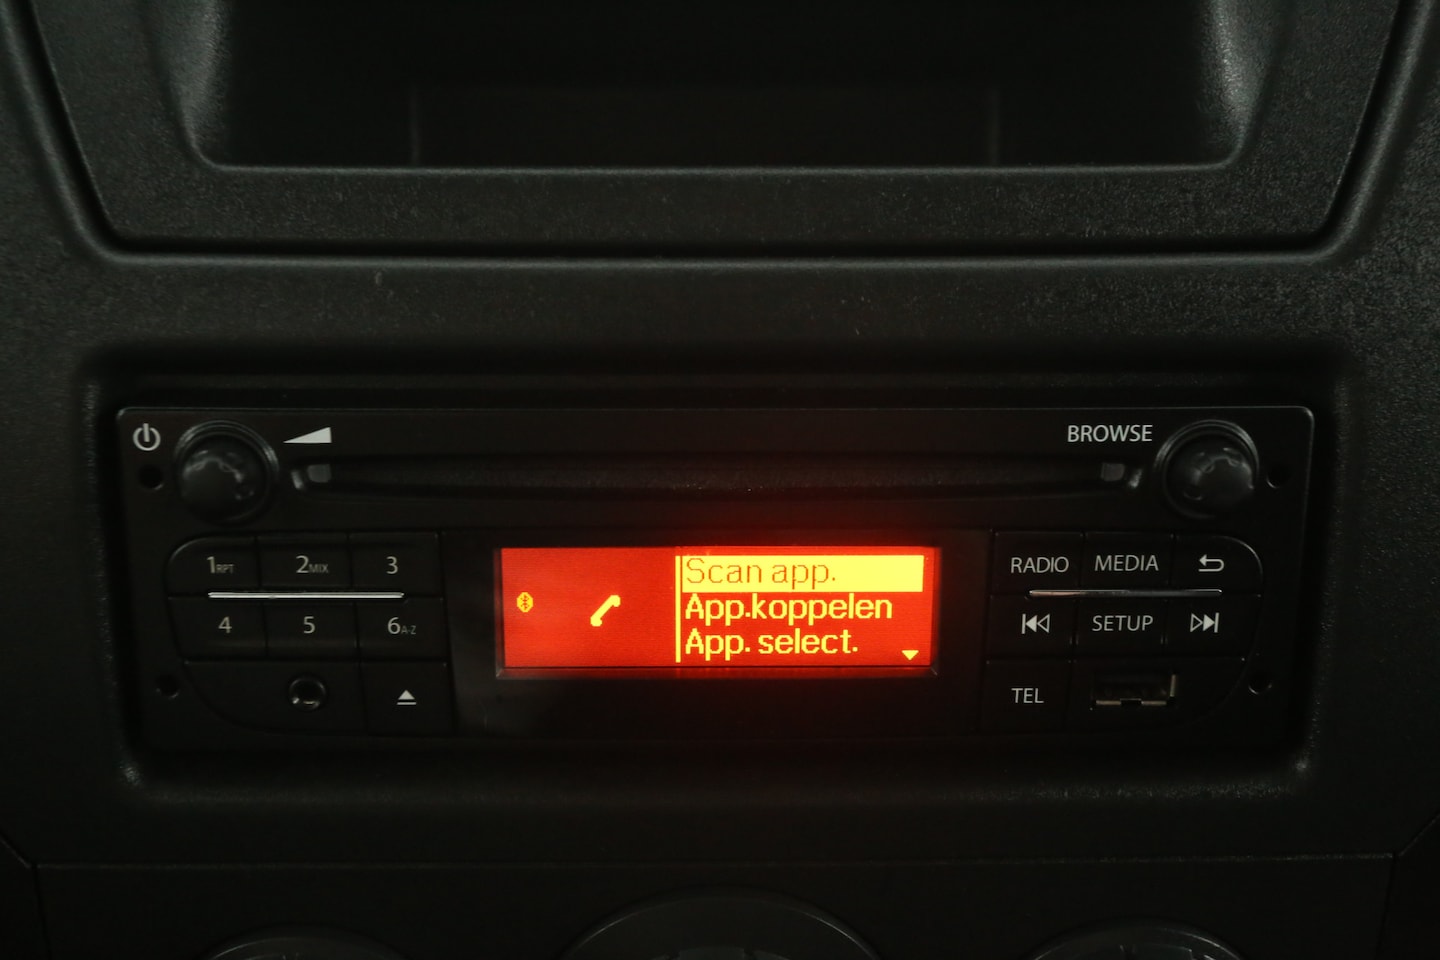 BROWSE
1RPT 2MIX 3
4 5 6A-Z
Scan app.
App.koppelen
App. select.
RADIO MEDIA
SETUP
TEL